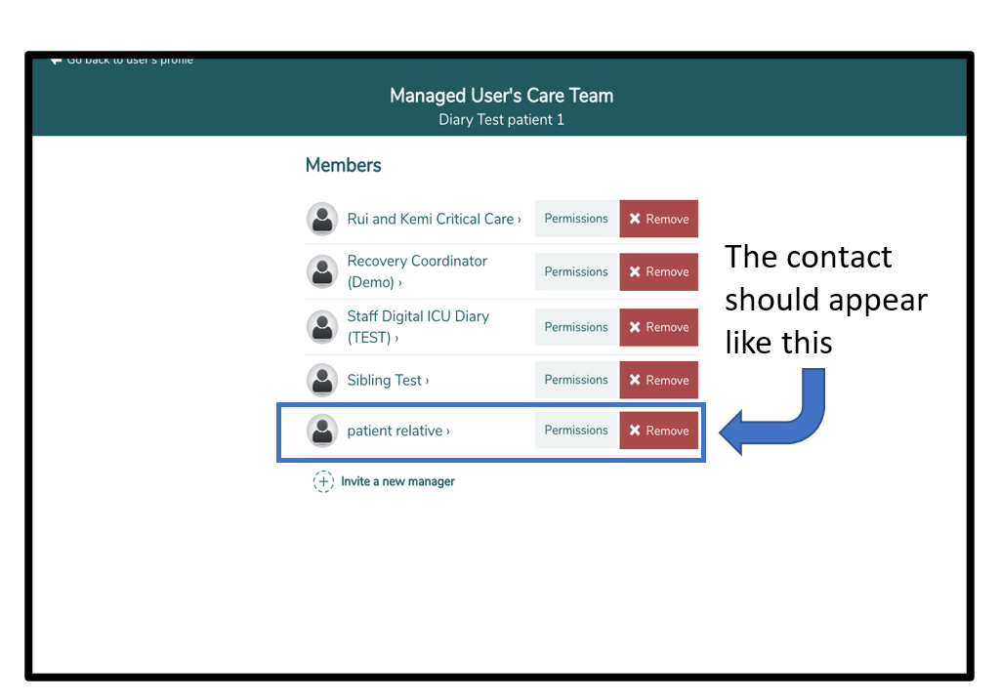 Go back to user's profile
Managed User's Care Team
Diary Test patient 1
Members
Rui and Kemi Critical Care › Permissions ✖ Remove
Recovery Coordinator
(Demo) › Permissions ✖ Remove
Staff Digital ICU Diary
(TEST) › Permissions ✖ Remove
Sibling Test › Permissions ✖ Remove
patient relative › Permissions ✖ Remove
Invite a new manager
The contact
should appear
like this